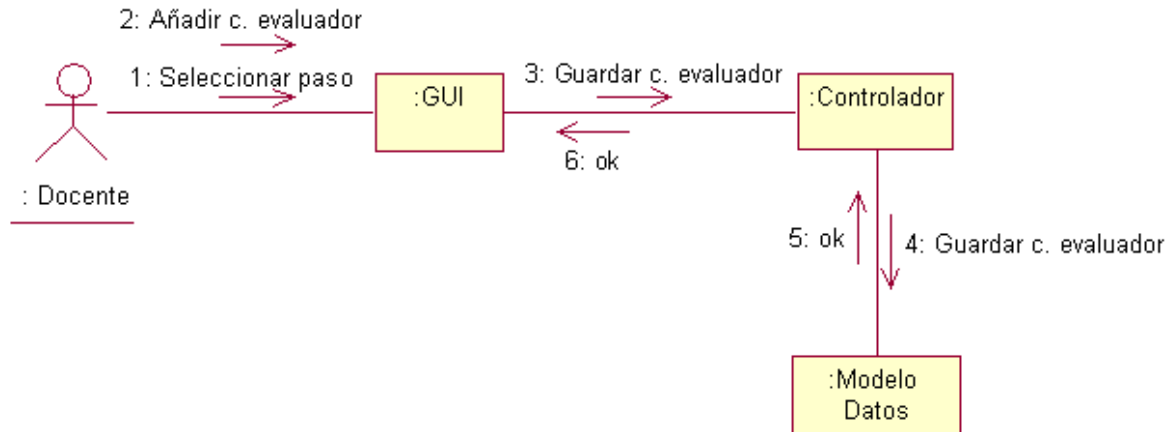 2: Añadir c. evaluador
1: Seleccionar paso
3: Guardar c. evaluador
:GUI
:Controlador
6: ok
: Docente
5: ok
4: Guardar c. evaluador
:Modelo
Datos